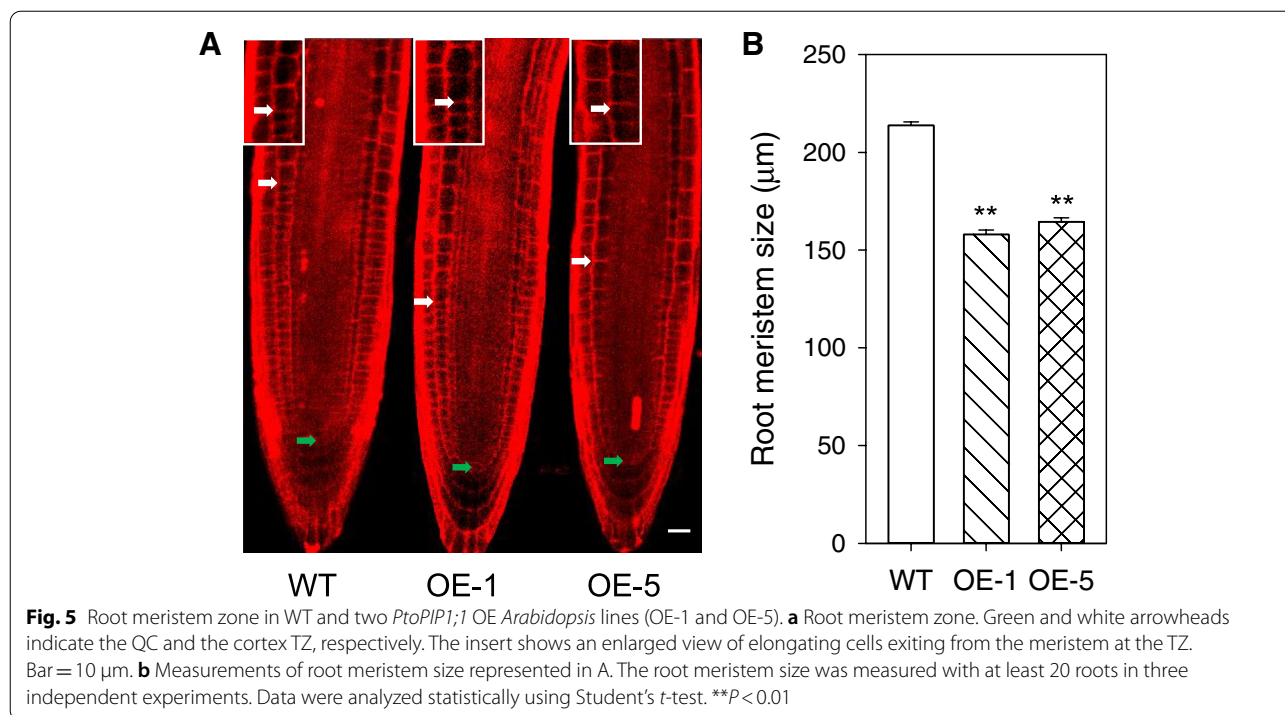 A
B
250
200
150
100
50
0
Root meristem size (µm)
**
**
WT OE-1 OE-5
WT OE-1 OE-5
Fig. 5 Root meristem zone in WT and two PtoPIP1;1 OE Arabidopsis lines (OE-1 and OE-5). a Root meristem zone. Green and white arrowheads
indicate the QC and the cortex TZ, respectively. The insert shows an enlarged view of elongating cells exiting from the meristem at the TZ.
Bar = 10 µm. b Measurements of root meristem size represented in A. The root meristem size was measured with at least 20 roots in three
independent experiments. Data were analyzed statistically using Student's t-test. **P < 0.01